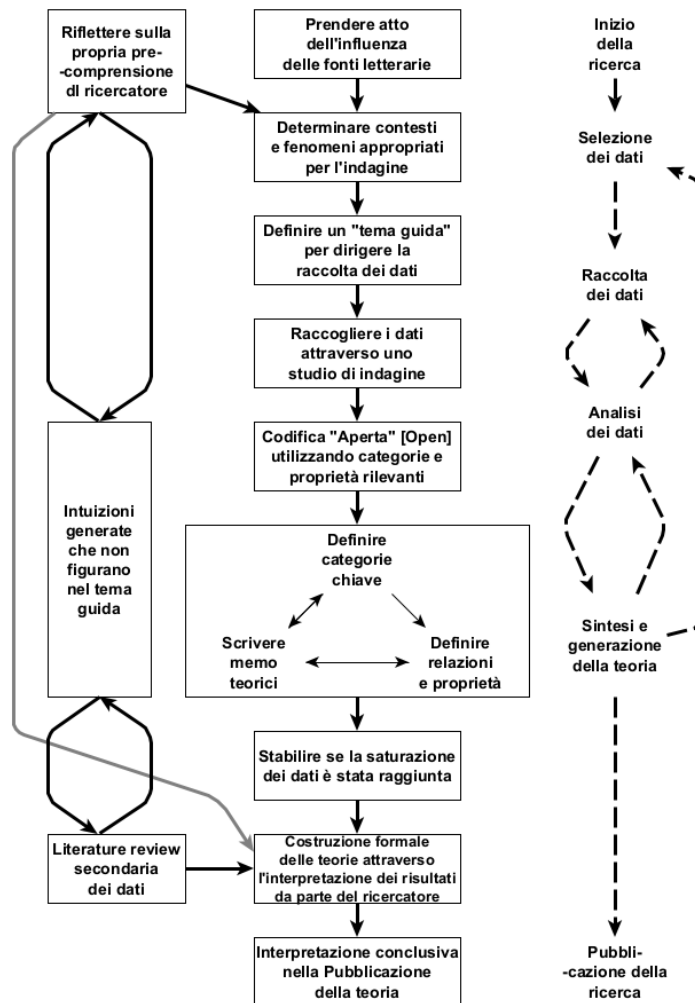 Riflettere sulla
propria pre-
-comprensione
dI ricercatore
Prendere atto
dell'influenza
delle fonti letterarie
Inizio
della
ricerca
Determinare contesti
e fenomeni appropriati
per l'indagine
Selezione
dei dati
Definire un "tema guida"
per dirigere la
raccolta dei dati
Raccolta
dei dati
Raccogliere i dati
attraverso uno
studio di indagine
Codifica "Aperta" [Open]
utilizzando categorie e
proprietà rilevanti
Analisi
dei dati
Intuizioni
generate
che non
figurano
nel tema
guida
Definire
categorie
chiave
Scrivere
memo
teorici
Definire
relazioni
e proprietà
Sintesi e
generazione
della teoria
Stabilire se la saturazione
dei dati è stata raggiunta
Literature review
secondaria
dei dati
Costruzione formale
delle teorie attraverso
l'interpretazione dei risultati
da parte del ricercatore
Interpretazione conclusiva
nella Pubblicazione
della teoria
Pubbli-
-cazione della
ricerca